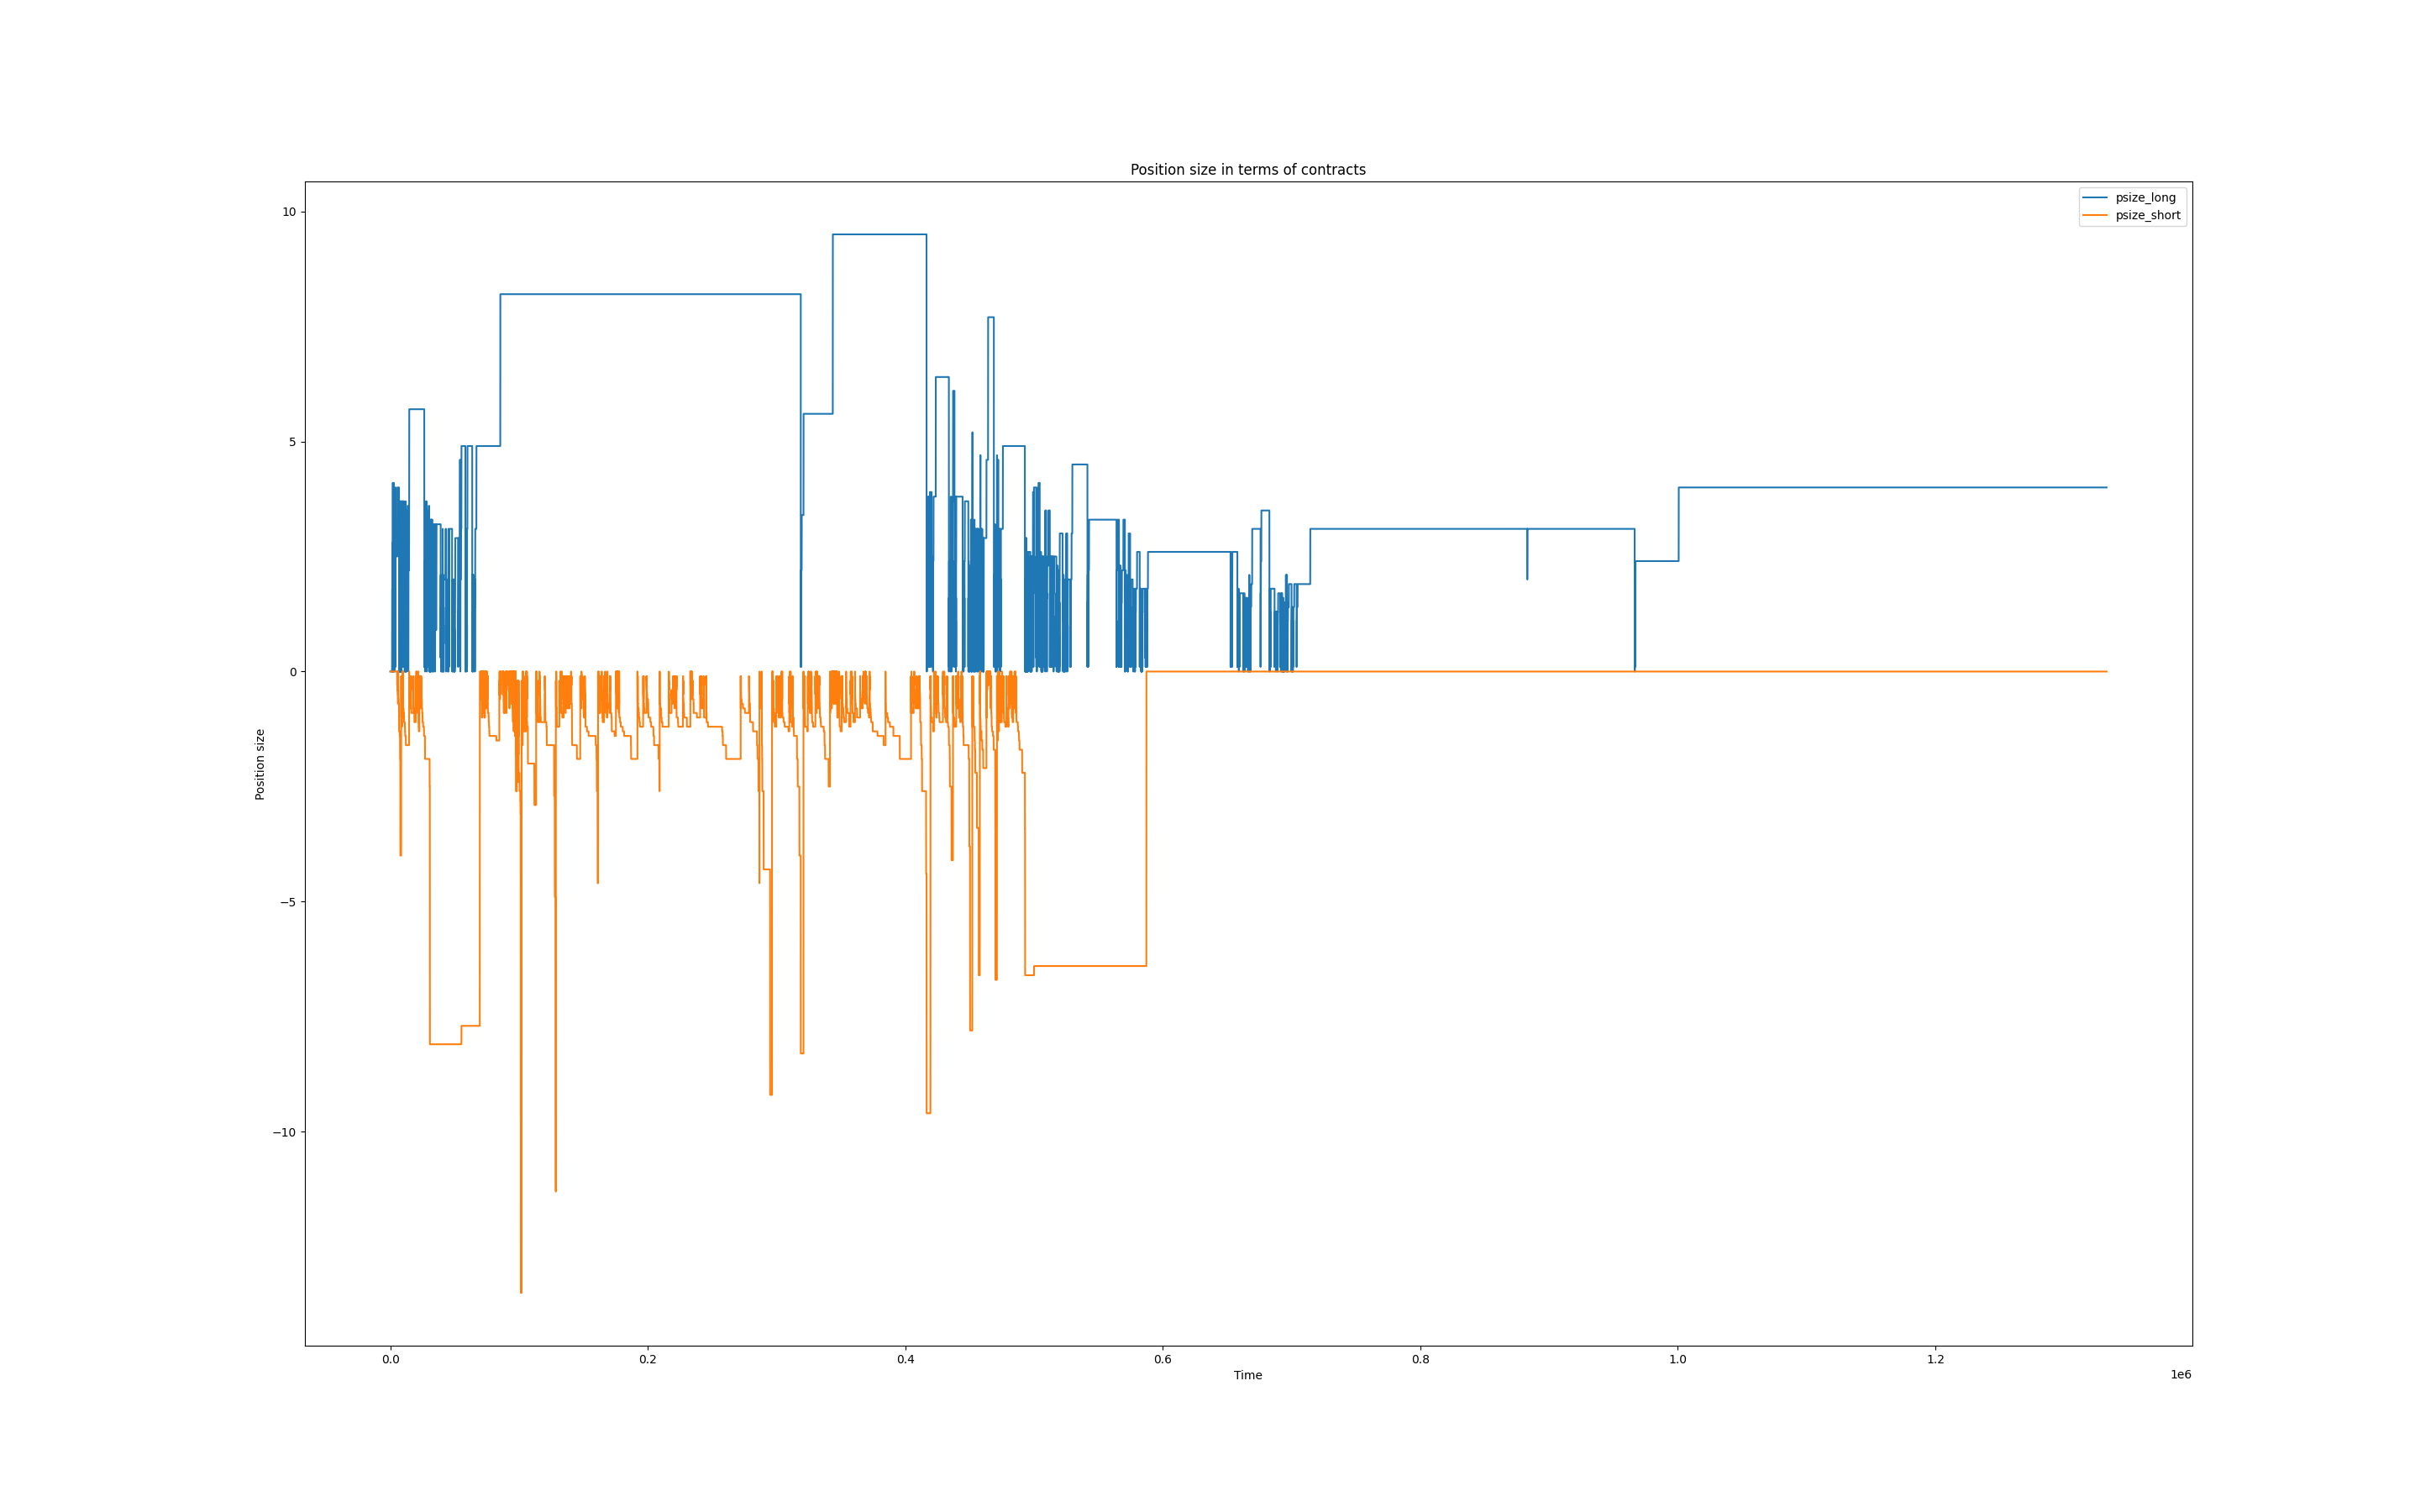 Position size in terms of contracts
psize_long
psize_short
10
5
0
−5
−10
Position size
0.0
0.2
0.4
0.6
0.8
1.0
1.2
Time
1e6